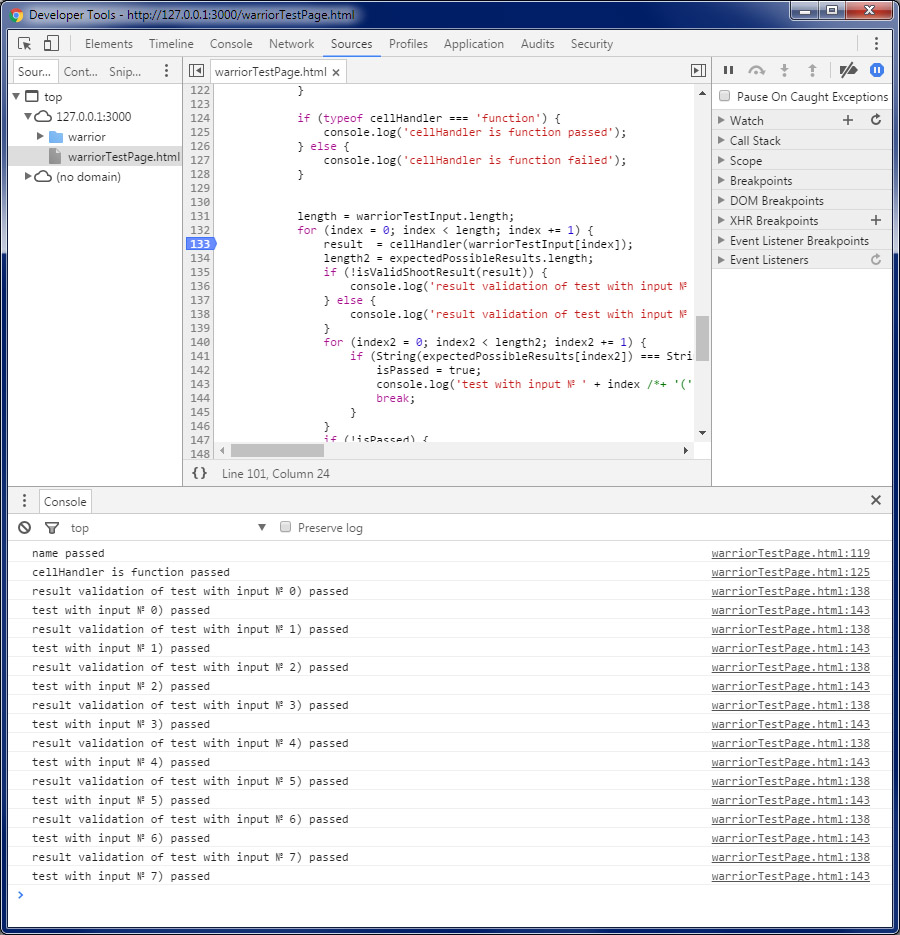 Developer Tools - http://127.0.0.1:3000/warriorTestPage.html
Elements Timeline Console Network Sources Profiles Application Audits Security
Sour... Cont... Snip...
top
127.0.0.1:3000
warrior
warriorTestPage.html
(no domain)
warriorTestPage.html ×
122 }
123
124 if (typeof cellHandler === 'function') {
125 console.log('cellHandler is function passed');
126 } else {
127 console.log('cellHandler is function failed');
128 }
129
130
131 length = warriorTestInput.length;
132 for (index = 0; index < length; index += 1) {
133 result  = cellHandler(warriorTestInput[index]);
134 length2 = expectedPossibleResults.length;
135 if (!isValidShootResult(result)) {
136 console.log('result validation of test with input №
137 } else {
138 console.log('result validation of test with input №
139 }
140 for (index2 = 0; index2 < length2; index2 += 1) {
141 if (String(expectedPossibleResults[index2]) === Stri
142 isPassed = true;
143 console.log('test with input № ' + index /*+ '('
144 break;
145 }
146 }
147 if (!isPassed) {
148
{} Line 101, Column 24
Pause On Caught Exceptions
Watch
Call Stack
Scope
Breakpoints
DOM Breakpoints
XHR Breakpoints
Event Listener Breakpoints
Event Listeners
Console
top Preserve log
name passed warriorTestPage.html:119
cellHandler is function passed warriorTestPage.html:125
result validation of test with input № 0) passed warriorTestPage.html:138
test with input № 0) passed warriorTestPage.html:143
result validation of test with input № 1) passed warriorTestPage.html:138
test with input № 1) passed warriorTestPage.html:143
result validation of test with input № 2) passed warriorTestPage.html:138
test with input № 2) passed warriorTestPage.html:143
result validation of test with input № 3) passed warriorTestPage.html:138
test with input № 3) passed warriorTestPage.html:143
result validation of test with input № 4) passed warriorTestPage.html:138
test with input № 4) passed warriorTestPage.html:143
result validation of test with input № 5) passed warriorTestPage.html:138
test with input № 5) passed warriorTestPage.html:143
result validation of test with input № 6) passed warriorTestPage.html:138
test with input № 6) passed warriorTestPage.html:143
result validation of test with input № 7) passed warriorTestPage.html:138
test with input № 7) passed warriorTestPage.html:143
>